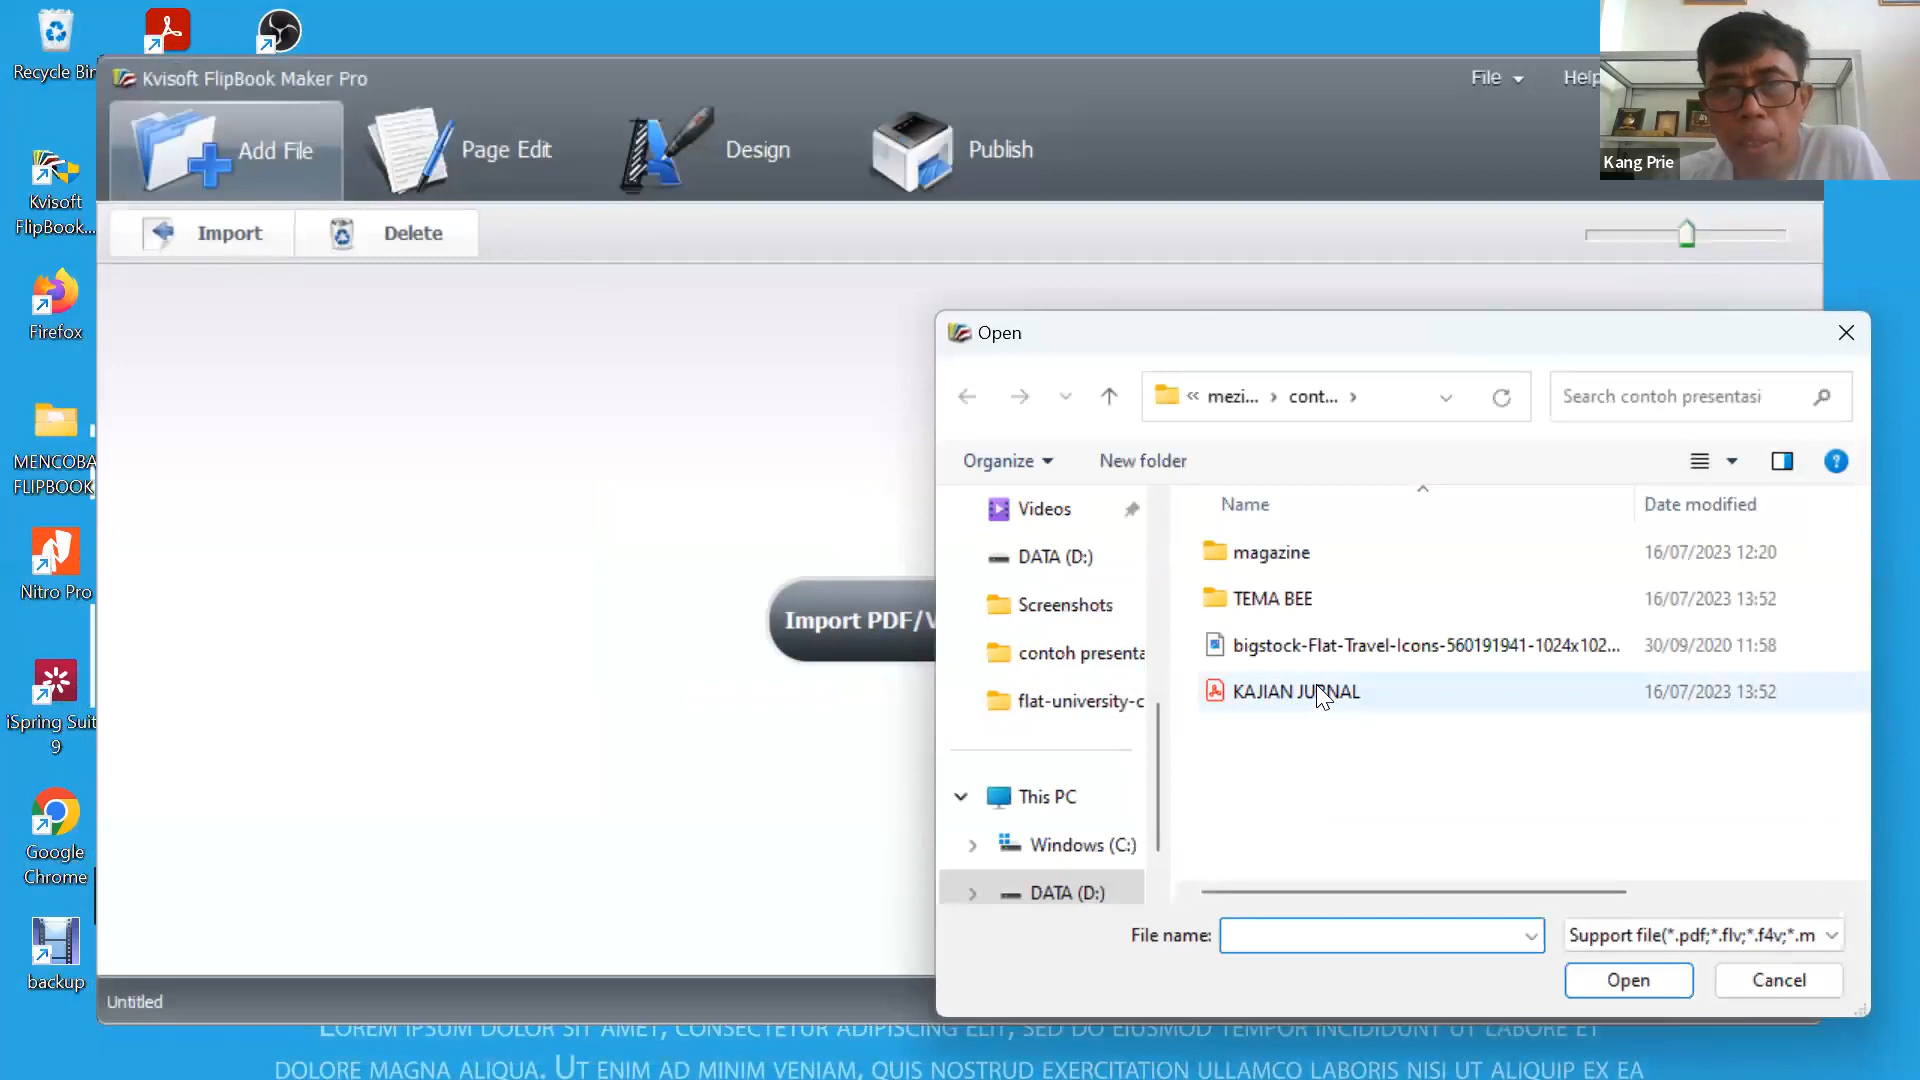 Recycle Bin
Kvisoft FlipBook Maker Pro
File
Help
Add File
Page Edit
Design
Publish
Kang Prie
Import
Delete
Kvisoft
FlipBook...
Firefox
MENCOBA
FLIPBOOK
Nitro Pro
iSpring Suit
9
Google
Chrome
backup
Import PDF/V
Open
« mezi... › cont... ›
Search contoh presentasi
Organize
New folder
Name
Date modified
Videos
DATA (D:)
Screenshots
contoh presenta
flat-university-c
This PC
Windows (C:)
DATA (D:)
magazine 16/07/2023 12:20
TEMA BEE 16/07/2023 13:52
bigstock-Flat-Travel-Icons-560191941-1024x102... 30/09/2020 11:58
KAJIAN JURNAL 16/07/2023 13:52
File name:
Support file(*.pdf;*.flv;*.f4v;*.m
Open
Cancel
Untitled
LOREM IPSUM DOLOR SIT AMET, CONSECTETUR ADIPISCING ELIT, SED DO EIUSMOD TEMPOR INCIDIDUNT UT LABORE ET
DOLORE MAGNA ALIQUA. UT ENIM AD MINIM VENIAM, QUIS NOSTRUD EXERCITATION ULLAMCO LABORIS NISI UT ALIQUIP EX EA